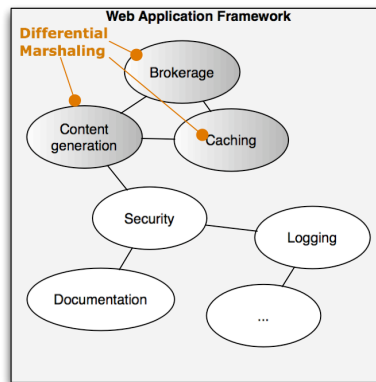 Web Application Framework
Differential
Marshaling
Brokerage
Content
generation
Caching
Security
Logging
Documentation
...